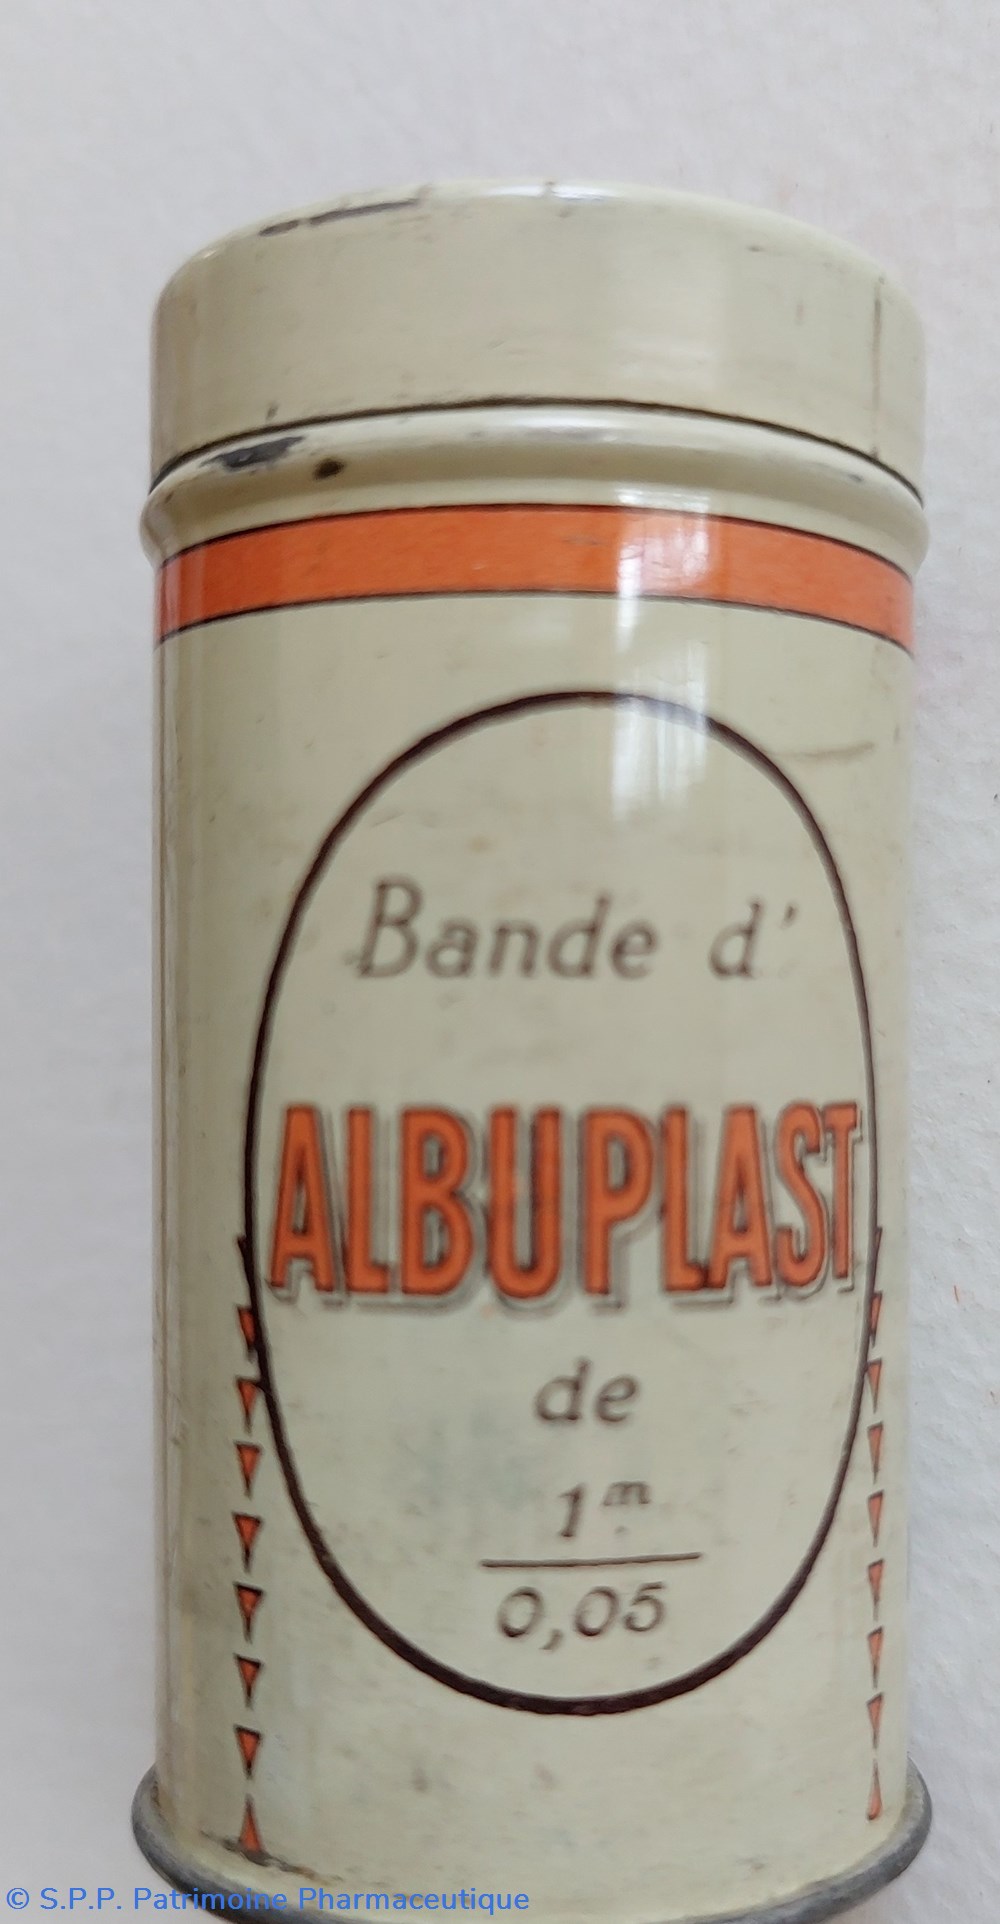 Bande d'
ALBUPLAST
de
1m
0,05
© S.P.P. Patrimoine Pharmaceutique